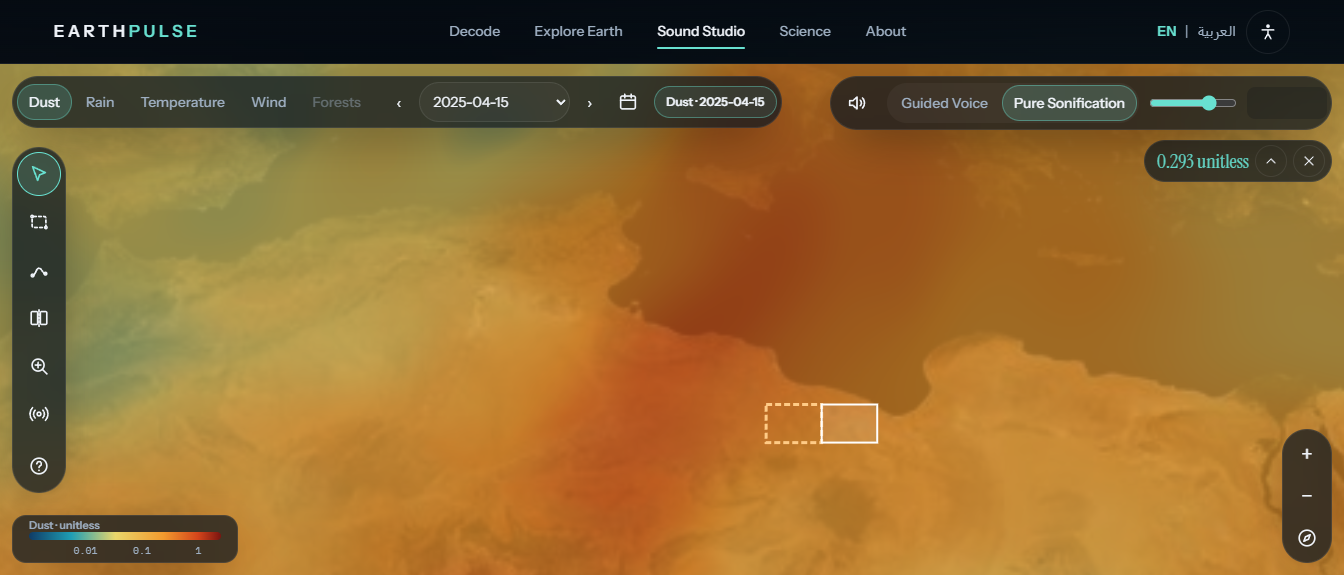 EARTHPULSE
Decode Explore Earth Sound Studio Science About
EN | العربية
Dust Rain Temperature Wind Forests ‹ 2025-04-15 › Dust · 2025-04-15
Guided Voice Pure Sonification
0.293 unitless
Dust · unitless
0.01 0.1 1